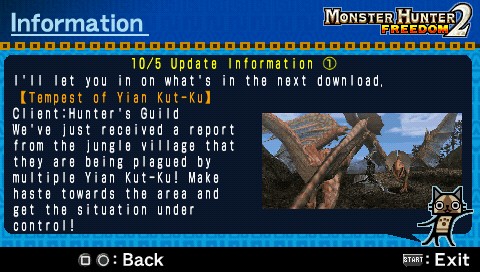 Information
MONSTER HUNTER
FREEDOM 2
10/5 Update Information ①
I'll let you in on what's in the next download,
【Tempest of Yian Kut-Ku】
Client:Hunter's Guild
We've just received a report
from the jungle village that
they are being plagued by
multiple Yian Kut-Ku! Make
haste towards the area and
get the situation under
control!
□○: Back
START: Exit